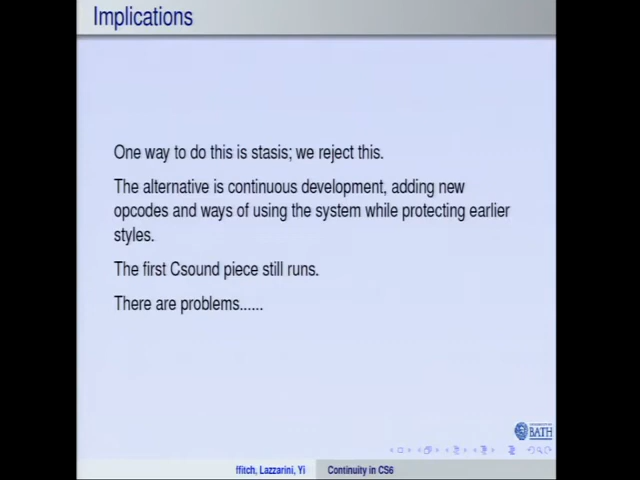 Implications
One way to do this is stasis; we reject this.
The alternative is continuous development, adding new
opcodes and ways of using the system while protecting earlier
styles.
The first Csound piece still runs.
There are problems......
BATH
ffitch, Lazzarini, Yi
Continuity in CS6